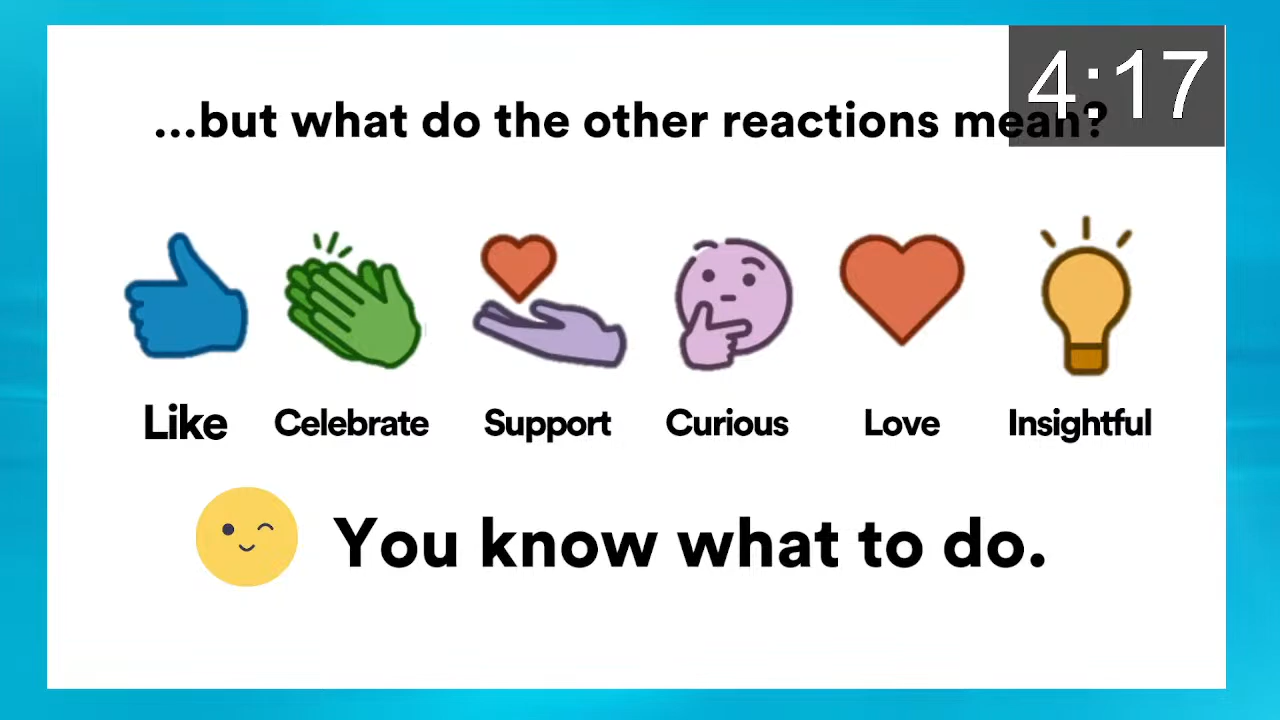 4:17
...but what do the other reactions mean?
Like Celebrate Support Curious Love Insightful
You know what to do.